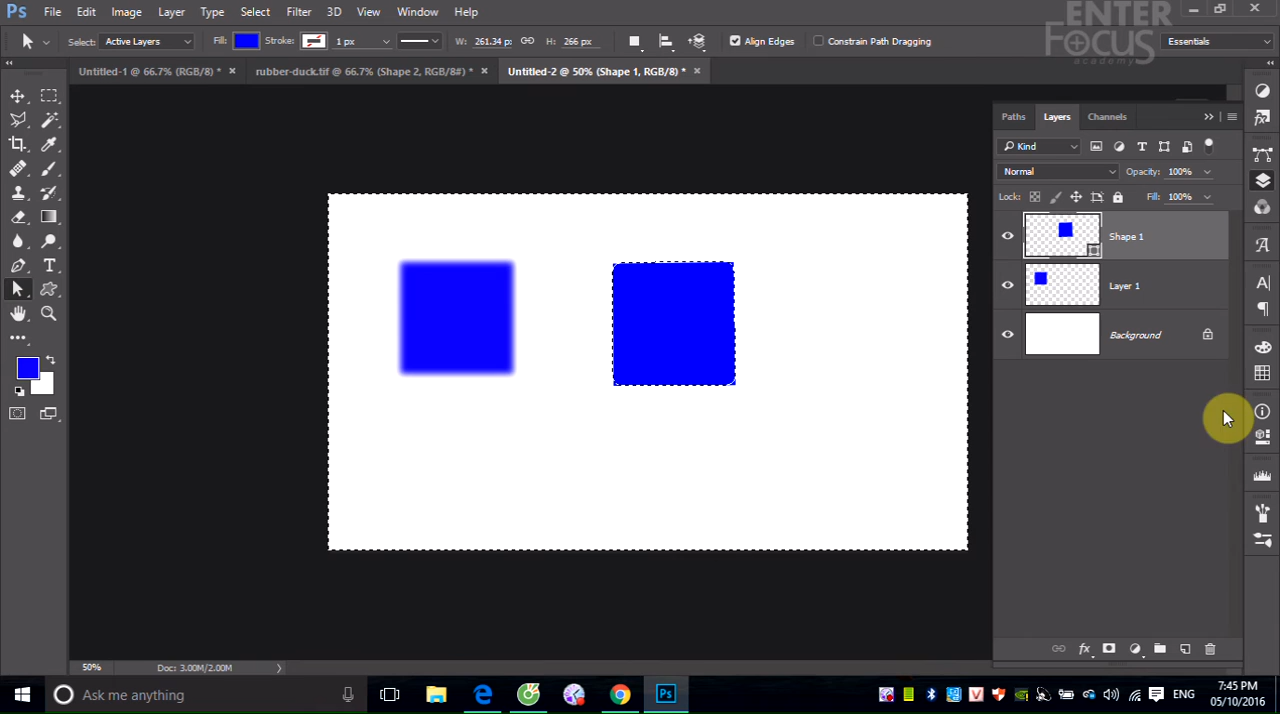 Ps File Edit Image Layer Type Select Filter 3D View Window Help
ENTER
FOCUS
academy
Select: Active Layers Fill: Stroke: 1 px W: 261.34 p: H: 266 px Align Edges Constrain Path Dragging Essentials
Untitled-1 @ 66.7% (RGB/8) * × rubber-duck.tif @ 66.7% (Shape 2, RGB/8#) * × Untitled-2 @ 50% (Shape 1, RGB/8) * ×
Paths Layers Channels
Kind
Normal Opacity: 100%
Lock: Fill: 100%
Shape 1
Layer 1
Background
50% Doc: 3.00M/2.00M
Ask me anything
Ps
ENG
7:45 PM
05/10/2016